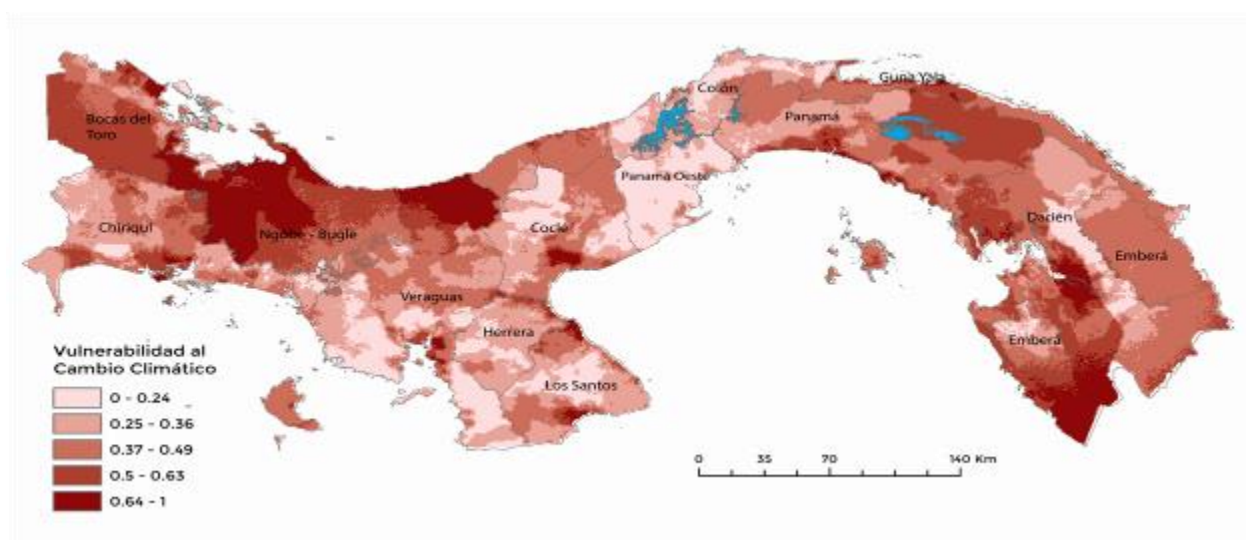 Guna Yala
Colón
Bocas del
Toro
Panamá
Panamá Oeste
Chiriquí
Ngöbe - Buglé
Coclé
Darién
Emberá
Veraguas
Herrera
Emberá
Los Santos
Vulnerabilidad al
Cambio Climático
0 - 0.24
0.25 - 0.36
0.37 - 0.49
0.5 - 0.63
0.64 - 1
0 35 70 140 Km